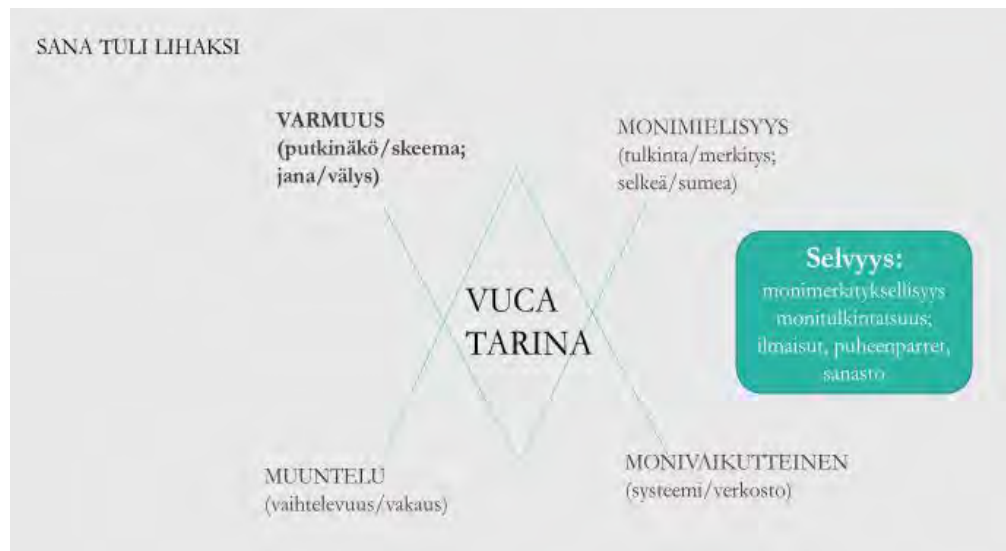 SANA TULI LIHAKSI
VARMUUS
(putkinäkö/skeema;
jana/välys)
MONIMIELISYYS
(tulkinta/merkitys;
selkeä/sumea)
VUCA
TARINA
Selvyys:
monimerkityksellisyys
monitulkintaisuus;
ilmaisut, puheenparret,
sanasto
MUUNTELU
(vaihtelevuus/vakaus)
MONIVAIKUTTEINEN
(systeemi/verkosto)